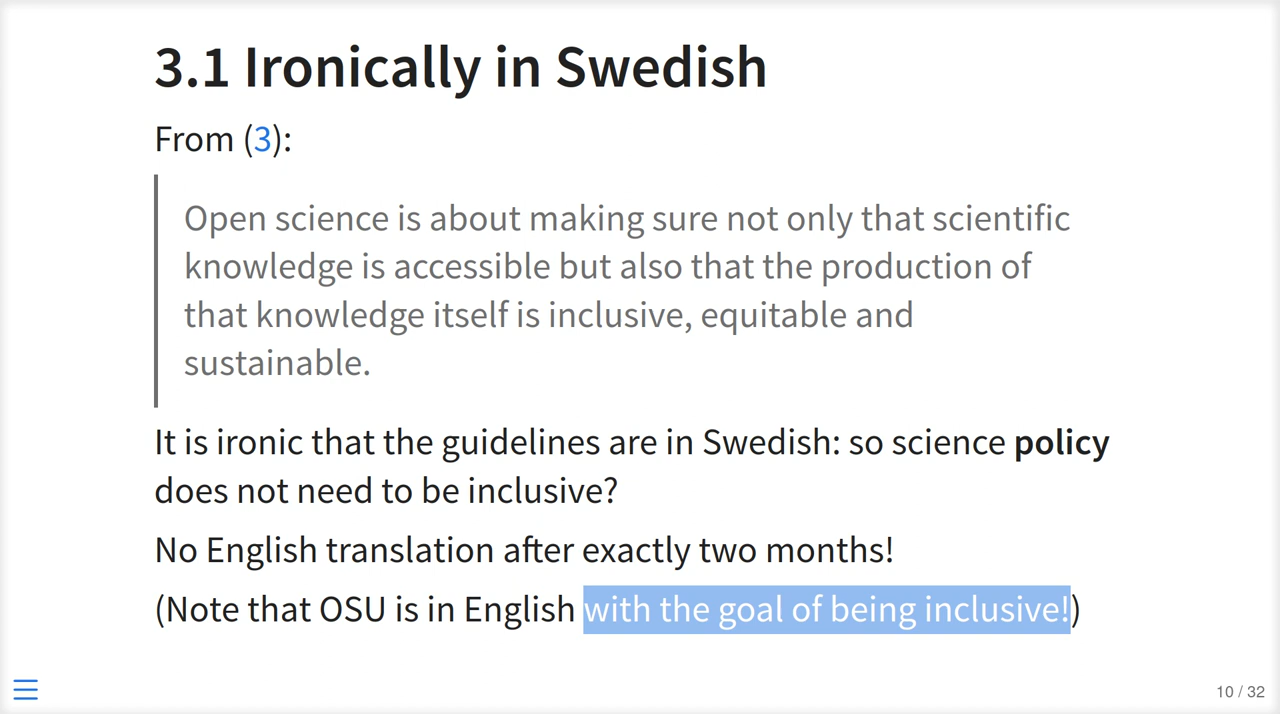 3.1 Ironically in Swedish
From (3):
Open science is about making sure not only that scientific
knowledge is accessible but also that the production of
that knowledge itself is inclusive, equitable and
sustainable.
It is ironic that the guidelines are in Swedish: so science policy
does not need to be inclusive?
No English translation after exactly two months!
(Note that OSU is in English with the goal of being inclusive!)
10 / 32